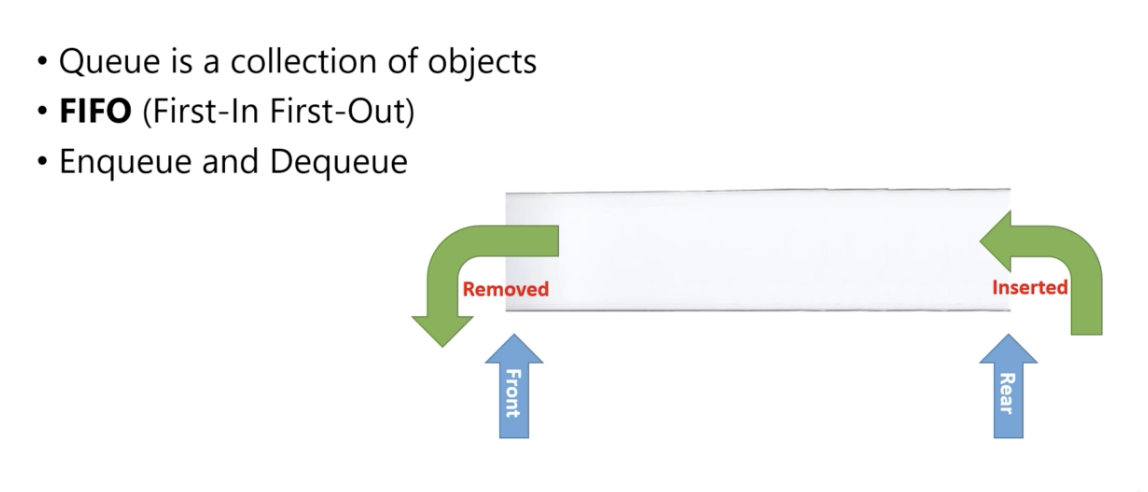 • Queue is a collection of objects
• FIFO (First-In First-Out)
• Enqueue and Dequeue
Removed
Inserted
Front
Rear